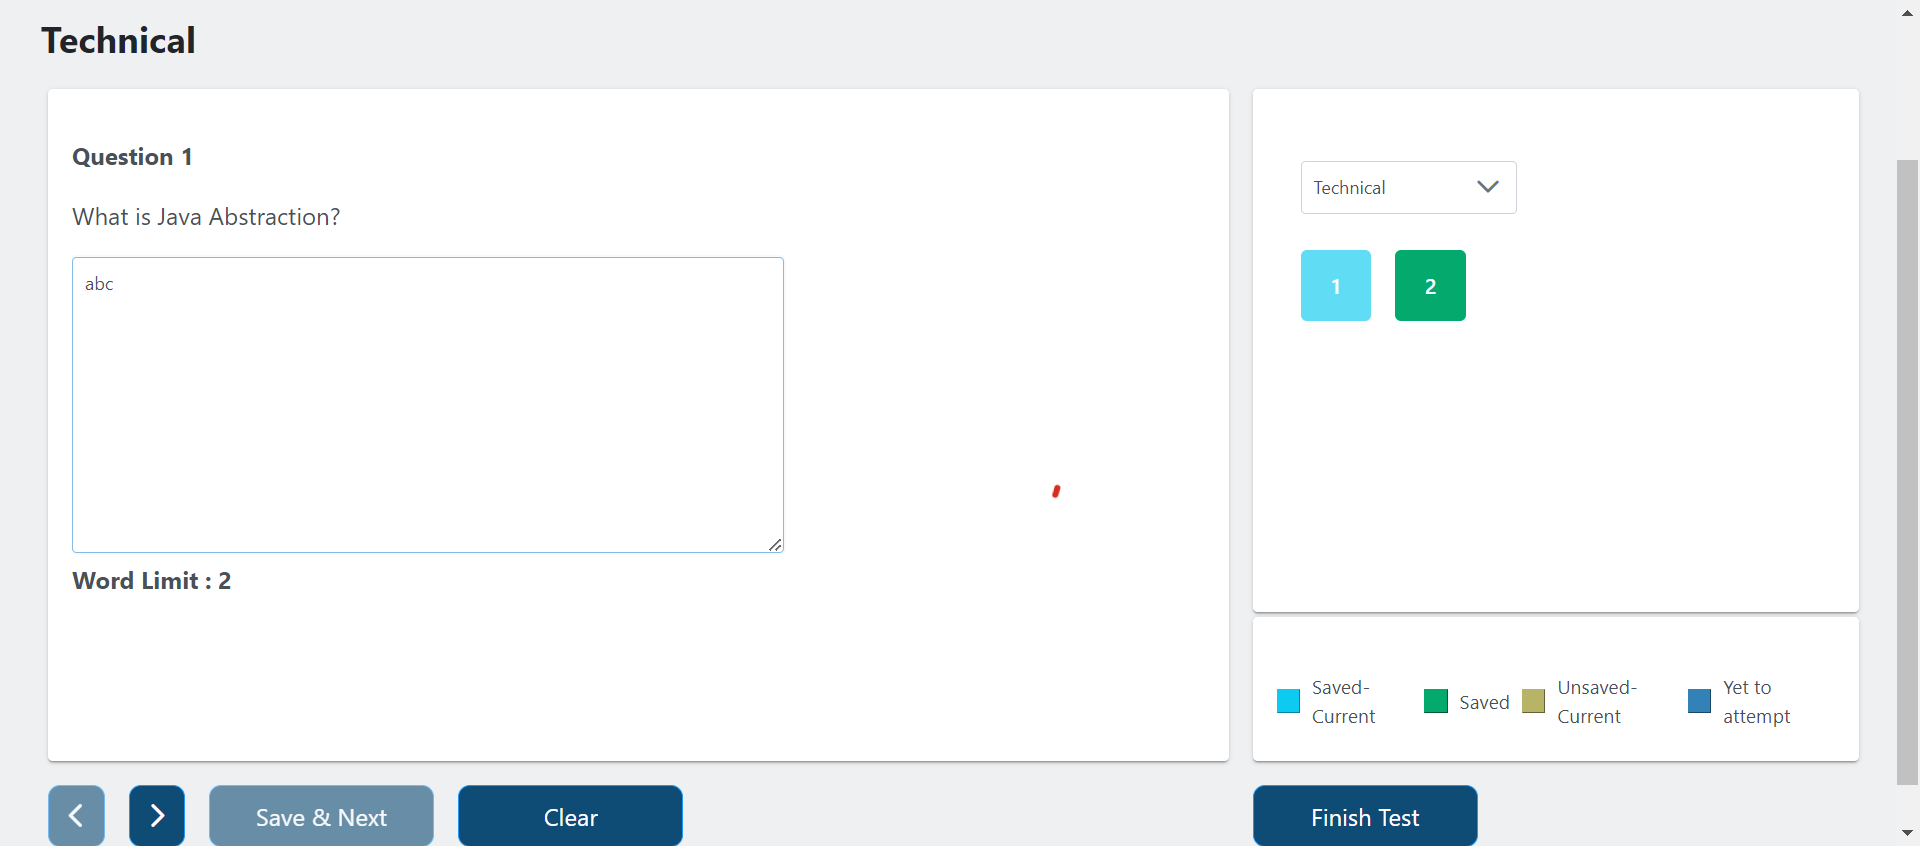 Technical
Question 1
What is Java Abstraction?
abc
Word Limit : 2
Technical
1
2
Saved-
Current
Saved
Unsaved-
Current
Yet to
attempt
Save & Next
Clear
Finish Test